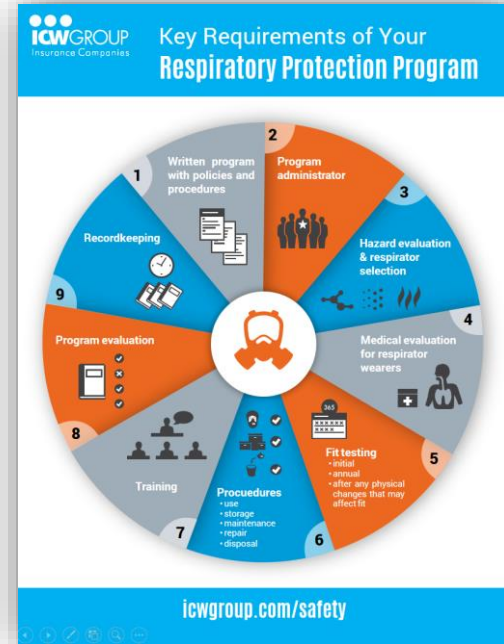 ICWGROUP
Insurance Companies
Key Requirements of Your
Respiratory Protection Program
1
Written program
with policies and
procedures
2
Program
administrator
3
Hazard evaluation
& respirator
selection
4
Medical evaluation
for respirator
wearers
365
Fit testing
• initial
• annual
• after any physical
changes that may
affect fit
5
Procuedures
• use
• storage
• maintenance
• repair
• disposal
6
Training
7
Program evaluation
8
Recordkeeping
9
icwgroup.com/safety